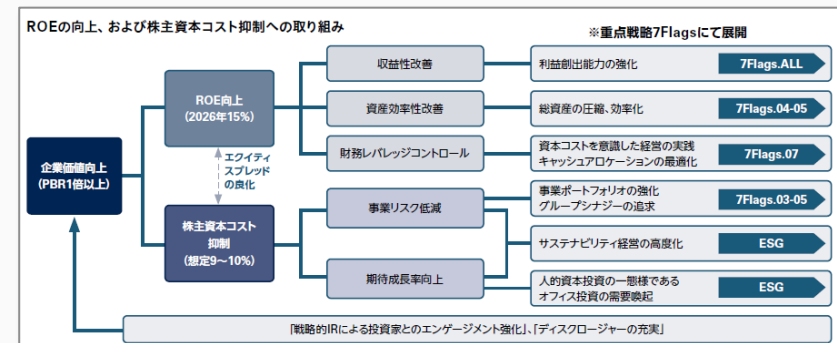 ROEの向上、および株主資本コスト抑制への取り組み
※重点戦略7Flagsにて展開
企業価値向上
(PBR1倍以上)
ROE向上
(2026年15%)
エクイティ
スプレッド
の良化
株主資本コスト
抑制
(想定9~10%)
収益性改善
資産効率性改善
財務レバレッジコントロール
事業リスク低減
期待成長率向上
利益創出能力の強化
7Flags.ALL
総資産の圧縮、効率化
7Flags.04-05
資本コストを意識した経営の実践
キャッシュアロケーションの最適化
7Flags.07
事業ポートフォリオの強化
グループシナジーの追求
7Flags.03-05
サステナビリティ経営の高度化
ESG
人的資本投資の一態様である
オフィス投資の需要喚起
ESG
「戦略的IRによる投資家とのエンゲージメント強化」、「ディスクロージャーの充実」